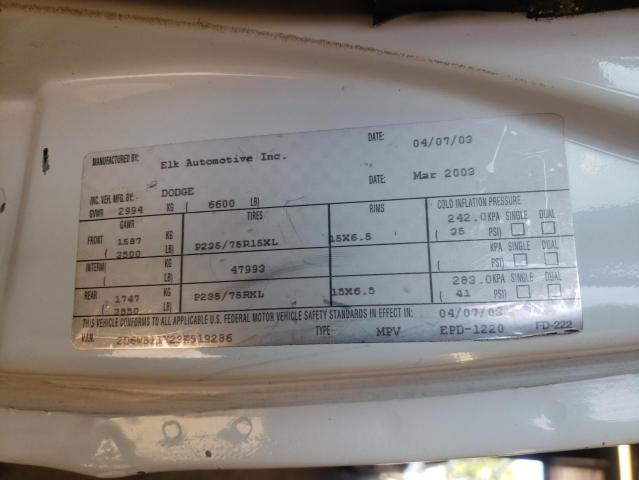 MANUFACTURED BY: Elk Automotive Inc. DATE: 04/07/03
INC. VEH. MFG. BY: DODGE DATE: Mar 2003
GVWR 2994 KG ( 6600 LB)
GAWR TIRES RIMS COLD INFLATION PRESSURE
FRONT 1587 KG P235/75R15XL 15X6.5 242.0 KPA SINGLE DUAL
( 3500 LB) ( 35 PSI)
INTERM KG 47993 KPA SINGLE DUAL
( LB) ( PSI)
REAR 1747 KG P235/75RXL 15X6.5 283.0 KPA SINGLE DUAL
( 3850 LB) ( 41 PSI)
THIS VEHICLE CONFORMS TO ALL APPLICABLE U.S. FEDERAL MOTOR VEHICLE SAFETY STANDARDS IN EFFECT IN: 04/07/03
V.I.N. TYPE MPV EPD-1220 FD-222